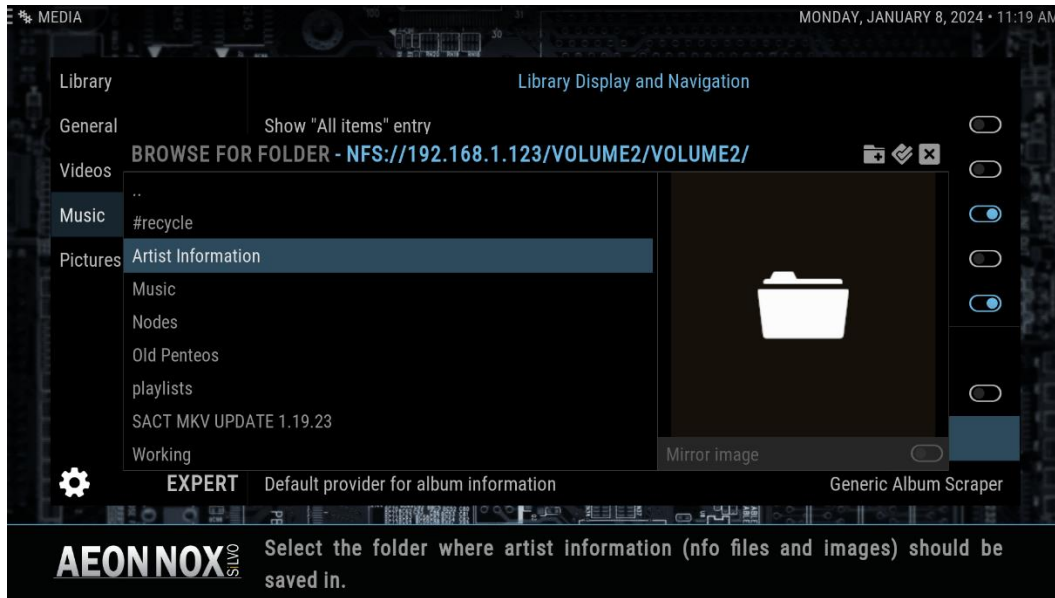 MEDIA
MONDAY, JANUARY 8, 2024 • 11:19 AM
Library
Library Display and Navigation
General
Show "All items" entry
BROWSE FOR FOLDER - NFS://192.168.1.123/VOLUME2/VOLUME2/
Videos
..
Music
#recycle
Pictures
Artist Information
Music
Nodes
Old Penteos
playlists
SACT MKV UPDATE 1.19.23
Working
Mirror image
EXPERT
Default provider for album information
Generic Album Scraper
AEON NOX SiLVO
Select the folder where artist information (nfo files and images) should be
saved in.